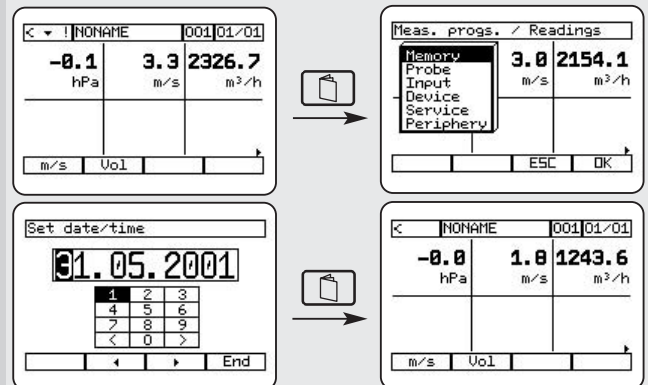 < ▾ ! NONAME 001 01/01
-0.1 3.3 2326.7
hPa m/s m³/h
m/s Vol
Meas. progs. / Readings
Memory
Probe
Input
Device
Service
Periphery
3.0 2154.1
m/s m³/h
ESC OK
Set date/time
31.05.2001
1 2 3
4 5 6
7 8 9
< 0 >
End
< NONAME 001 01/01
-0.0 1.8 1243.6
hPa m/s m³/h
m/s Vol